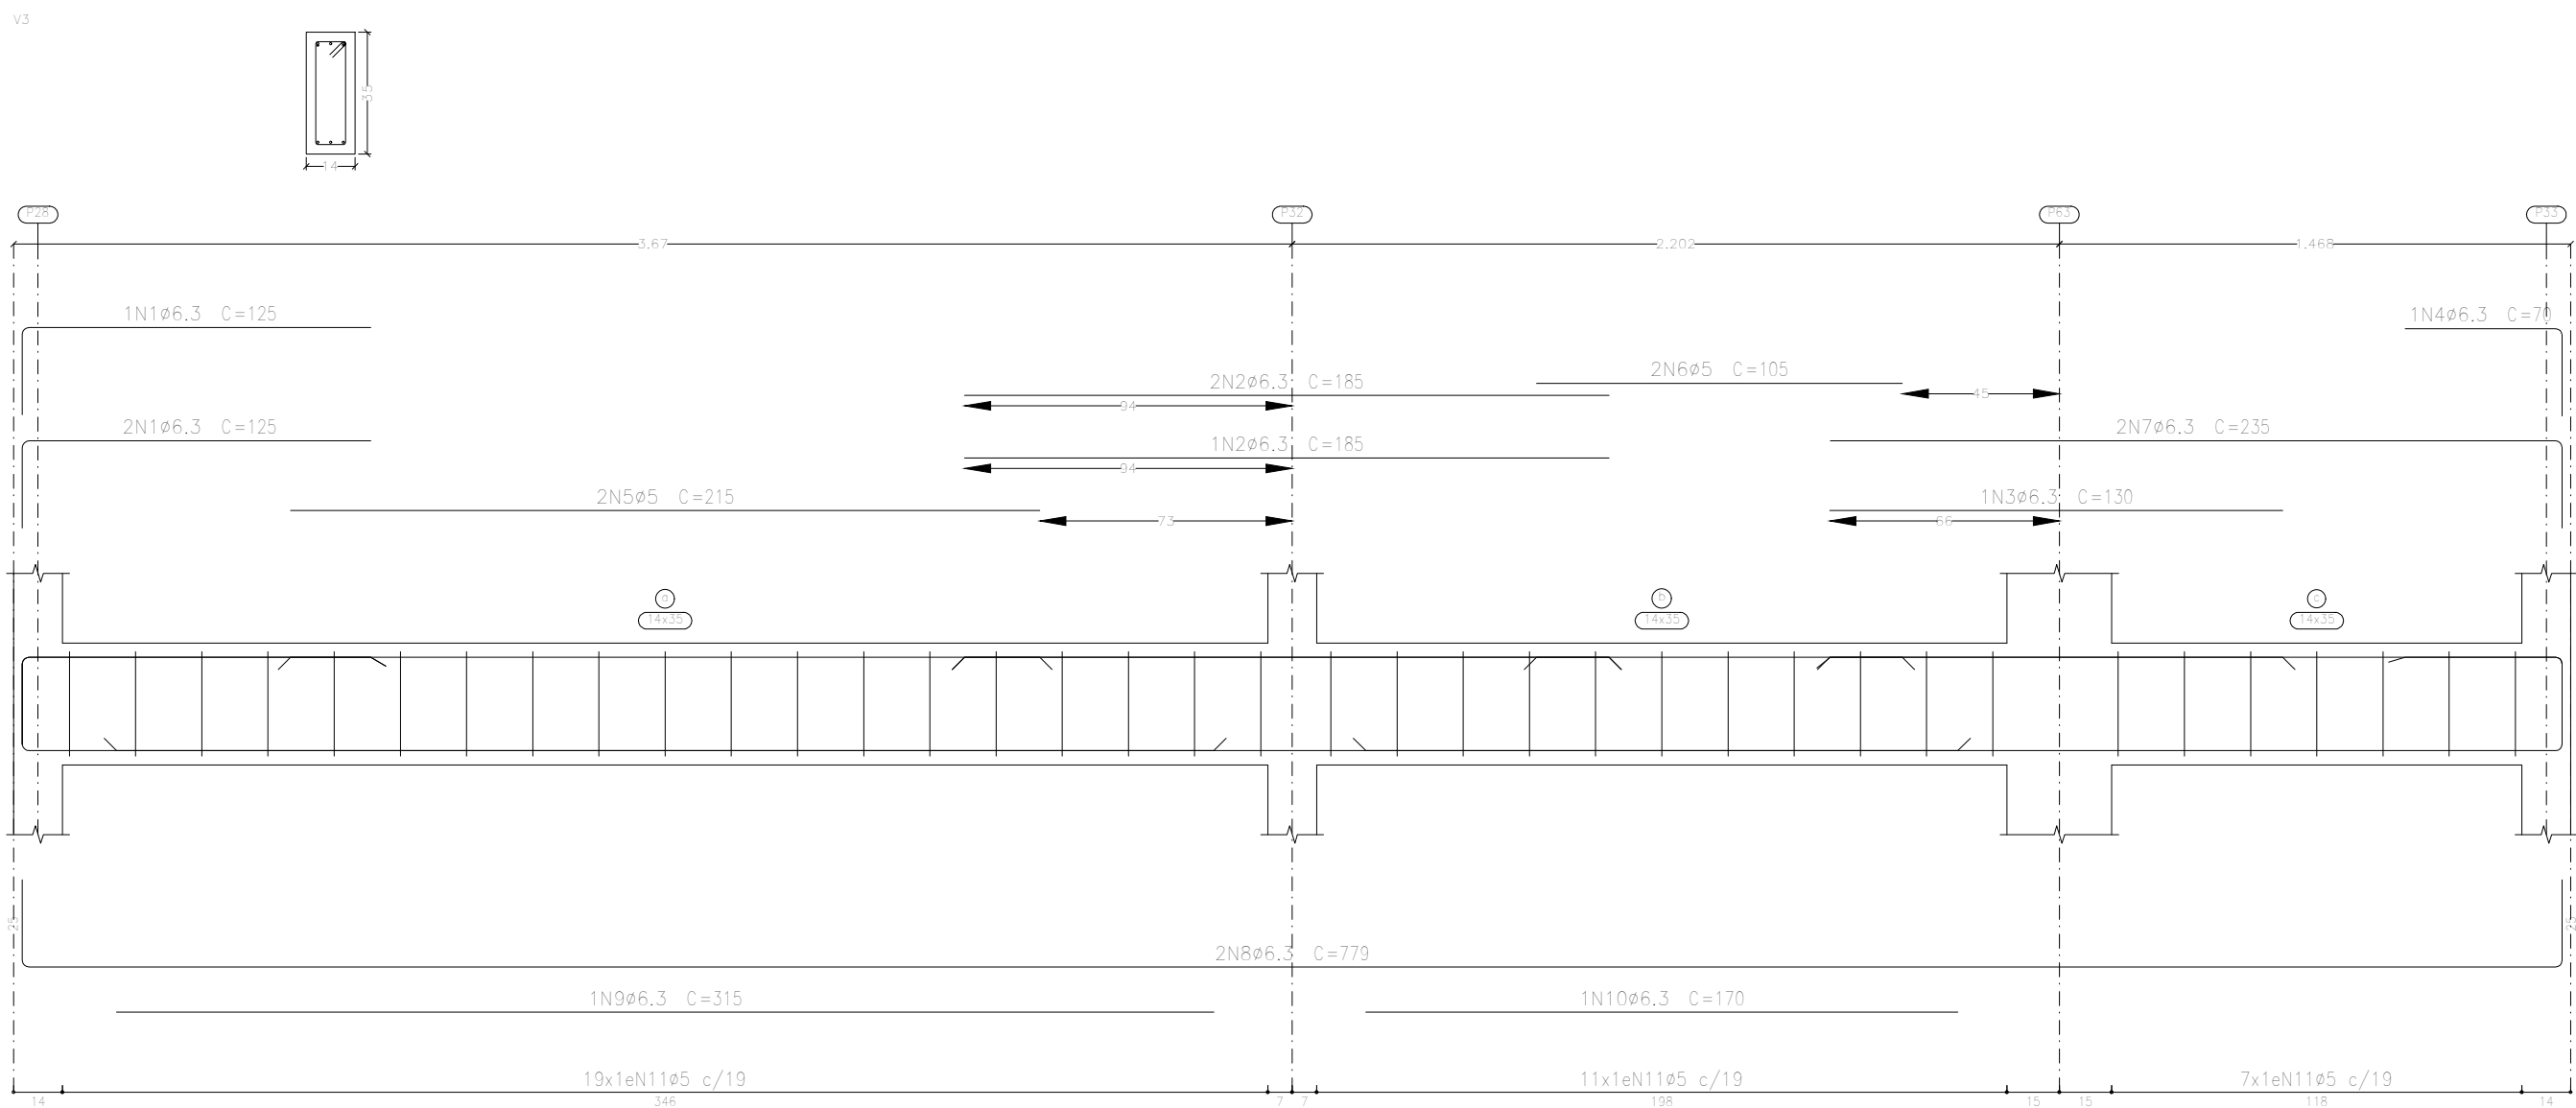 V3
35
14
P28
P32
P63
P33
3.67
2.202
1.468
1N1ø6.3 C=125
1N4ø6.3 C=70
2N6ø5 C=105
2N2ø6.3 C=185
45
94
2N1ø6.3 C=125
2N7ø6.3 C=235
1N2ø6.3 C=185
94
2N5ø5 C=215
1N3ø6.3 C=130
73
66
a
b
c
14x35
14x35
14x35
25
25
2N8ø6.3 C=779
1N9ø6.3 C=315
1N10ø6.3 C=170
19x1eN11ø5 c/19
11x1eN11ø5 c/19
7x1eN11ø5 c/19
14
346
7
7
198
15
15
118
14